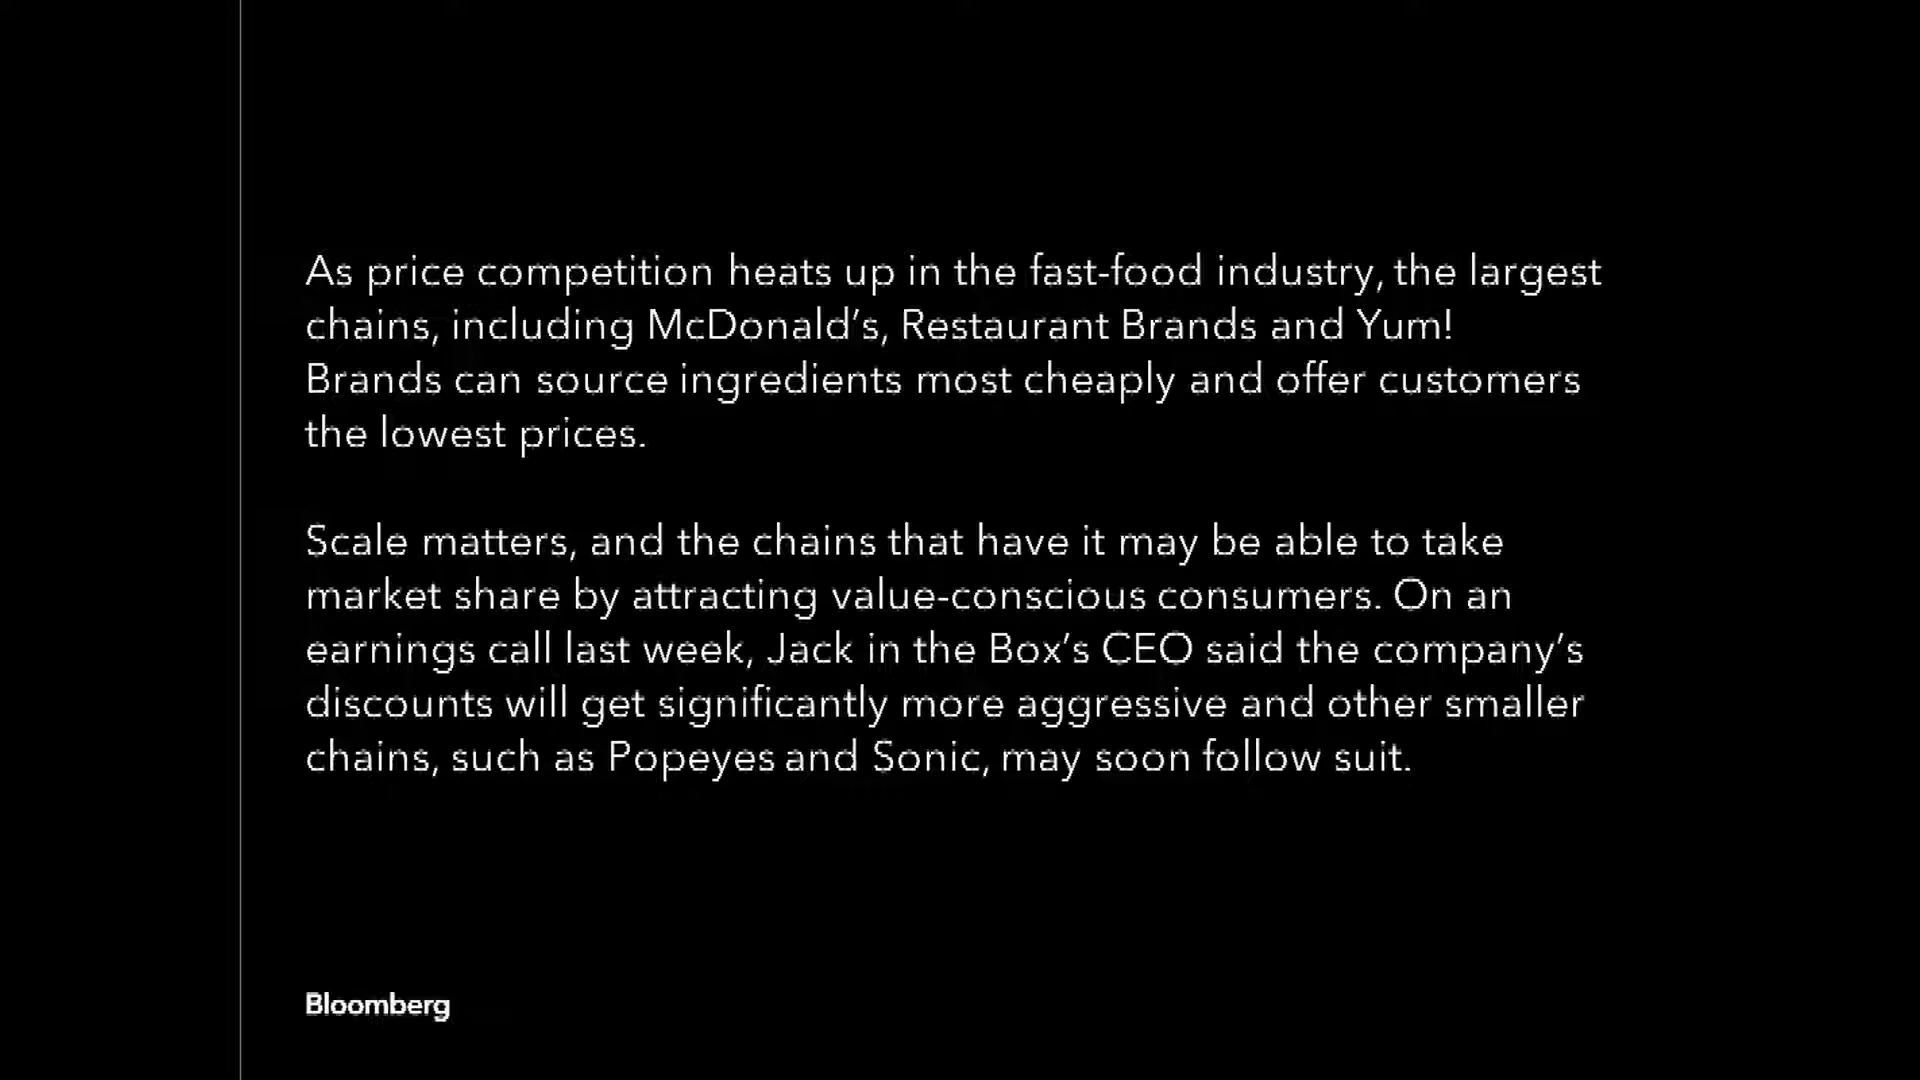 As price competition heats up in the fast-food industry, the largest
chains, including McDonald’s, Restaurant Brands and Yum!
Brands can source ingredients most cheaply and offer customers
the lowest prices.
Scale matters, and the chains that have it may be able to take
market share by attracting value-conscious consumers. On an
earnings call last week, Jack in the Box’s CEO said the company’s
discounts will get significantly more aggressive and other smaller
chains, such as Popeyes and Sonic, may soon follow suit.
Bloomberg